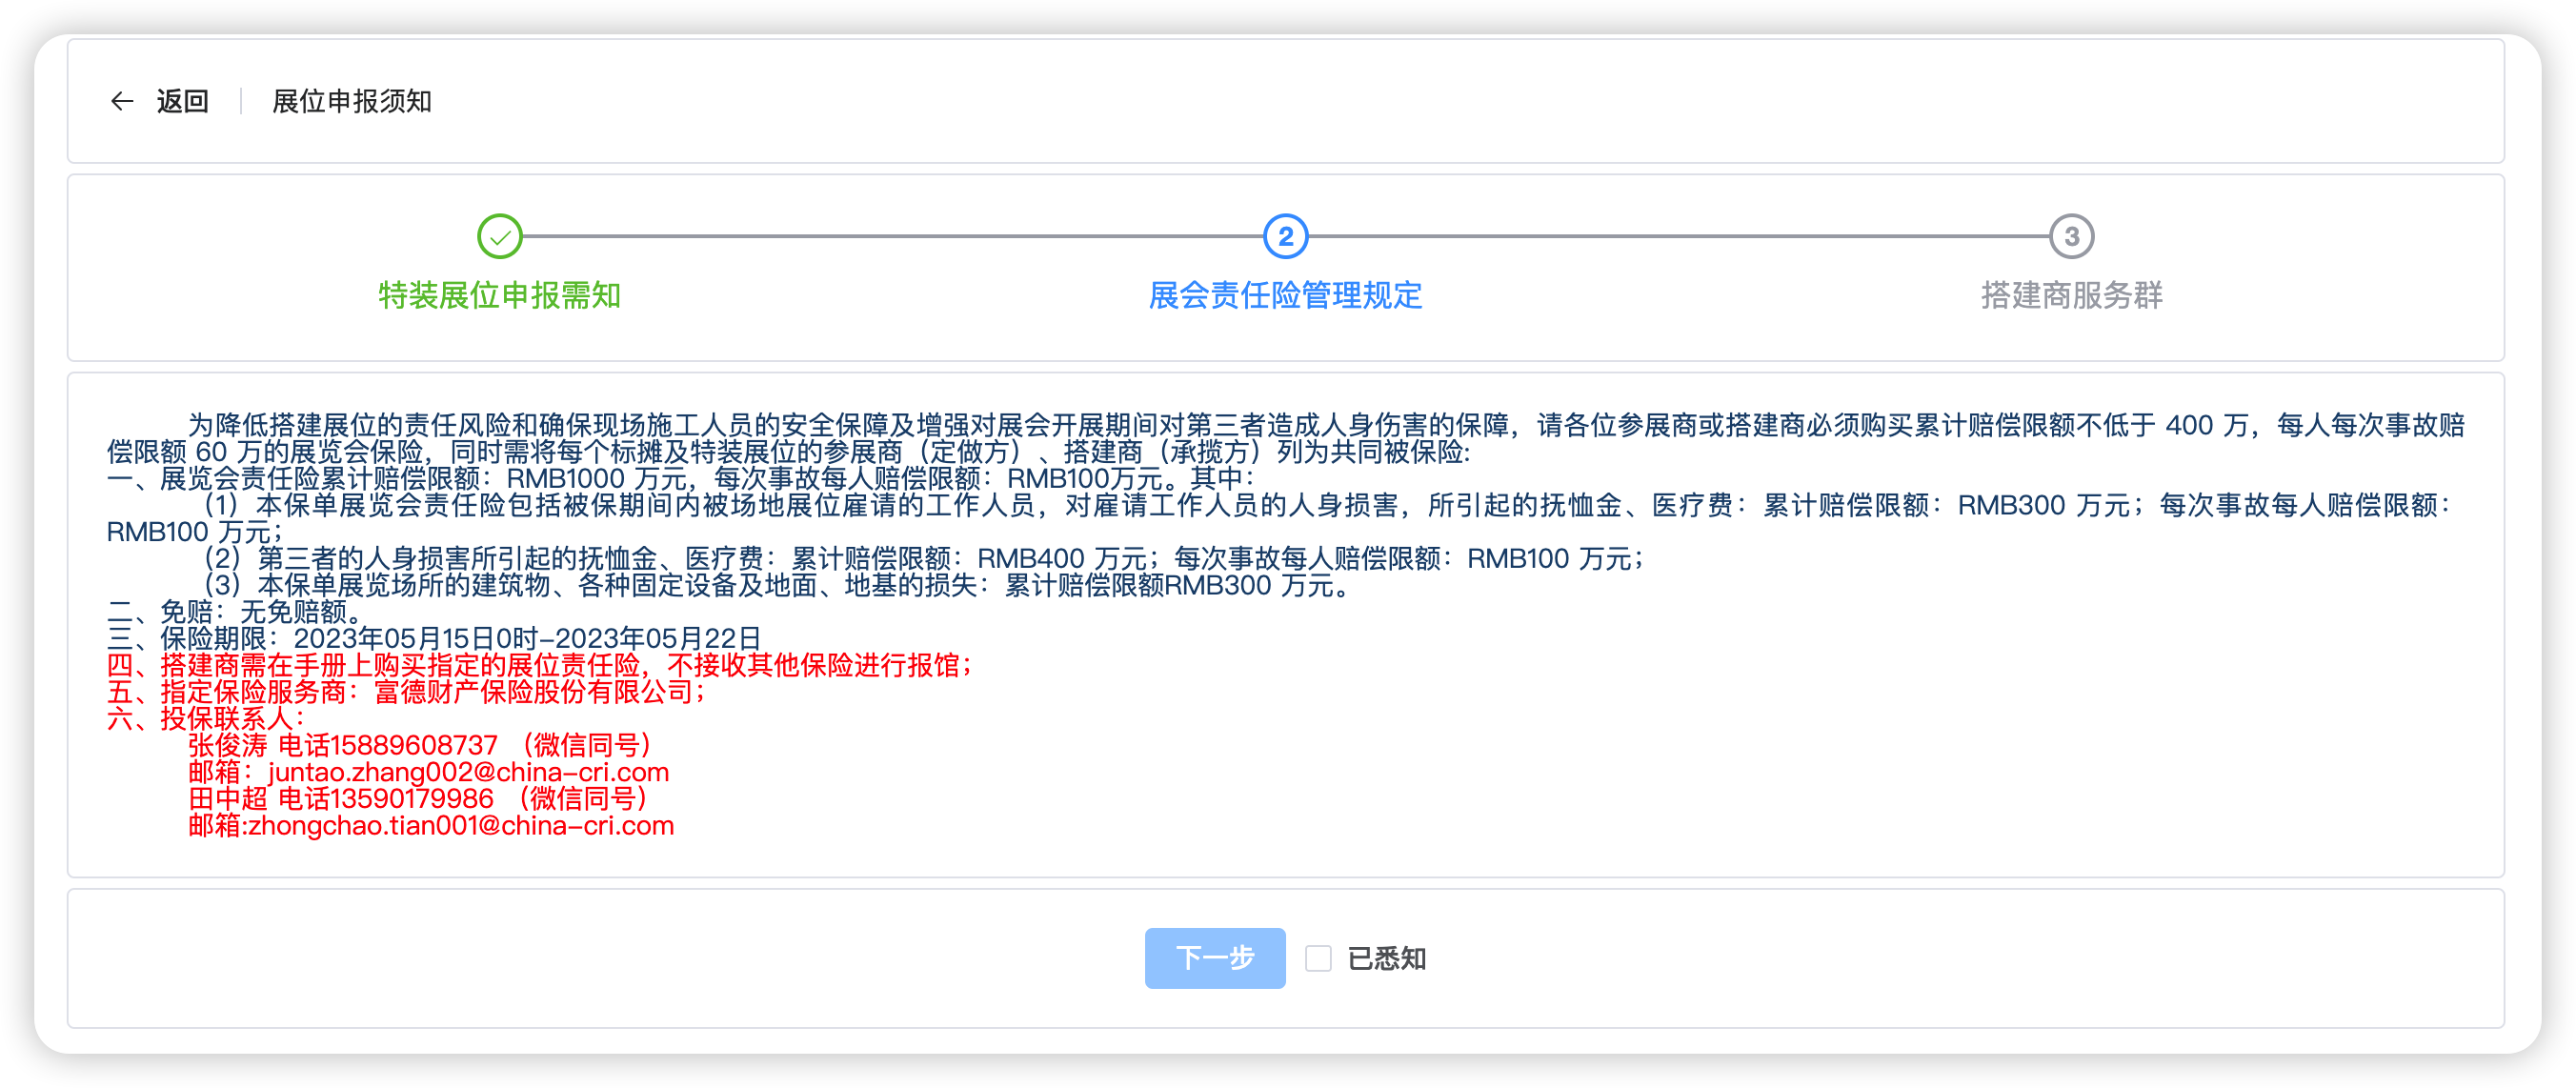 返回 展位申报须知
2 3
特装展位申报需知 展会责任险管理规定 搭建商服务群
为降低搭建展位的责任风险和确保现场施工人员的安全保障及增强对展会开展期间对第三者造成人身伤害的保障，请各位参展商或搭建商必须购买累计赔偿限额不低于 400 万，每人每次事故赔
偿限额 60 万的展览会保险，同时需将每个标摊及特装展位的参展商（定做方）、搭建商（承揽方）列为共同被保险:
一、展览会责任险累计赔偿限额：RMB1000 万元，每次事故每人赔偿限额：RMB100万元。其中：
（1）本保单展览会责任险包括被保期间内被场地展位雇请的工作人员，对雇请工作人员的人身损害，所引起的抚恤金、医疗费：累计赔偿限额：RMB300 万元；每次事故每人赔偿限额：
RMB100 万元；
（2）第三者的人身损害所引起的抚恤金、医疗费：累计赔偿限额：RMB400 万元；每次事故每人赔偿限额：RMB100 万元；
（3）本保单展览场所的建筑物、各种固定设备及地面、地基的损失：累计赔偿限额RMB300 万元。
二、免赔：无免赔额。
三、保险期限：2023年05月15日0时-2023年05月22日
四、搭建商需在手册上购买指定的展位责任险，不接收其他保险进行报馆；
五、指定保险服务商：富德财产保险股份有限公司；
六、投保联系人：
张俊涛 电话15889608737 （微信同号）
邮箱：juntao.zhang002@china-cri.com
田中超 电话13590179986 （微信同号）
邮箱:zhongchao.tian001@china-cri.com
下一步 已悉知